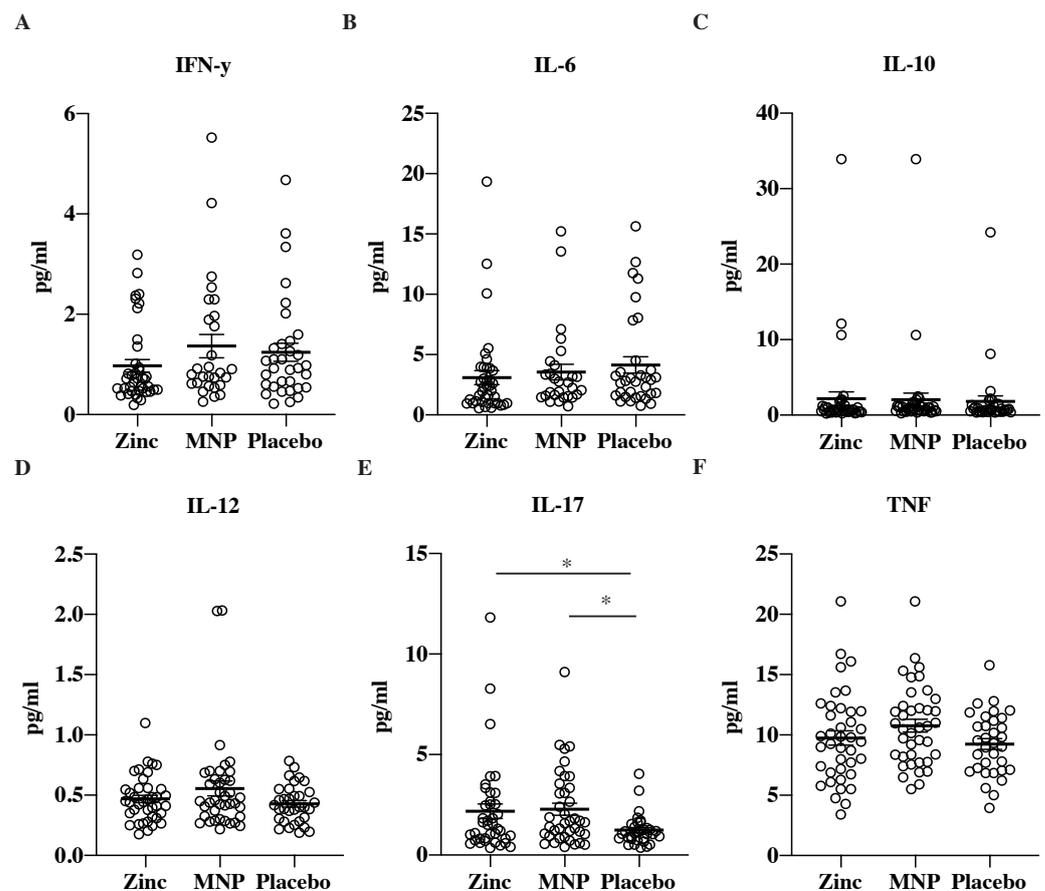 A
B
C
IFN-y
IL-6
IL-10
6
4
2
0
pg/ml
Zinc
MNP
Placebo
25
20
15
10
5
0
pg/ml
Zinc
MNP
Placebo
40
30
20
10
0
pg/ml
Zinc
MNP
Placebo
D
E
F
IL-12
IL-17
TNF
2.5
2.0
1.5
1.0
0.5
0.0
pg/ml
Zinc
MNP
Placebo
15
10
5
0
pg/ml
*
*
Zinc
MNP
Placebo
25
20
15
10
5
0
pg/ml
Zinc
MNP
Placebo